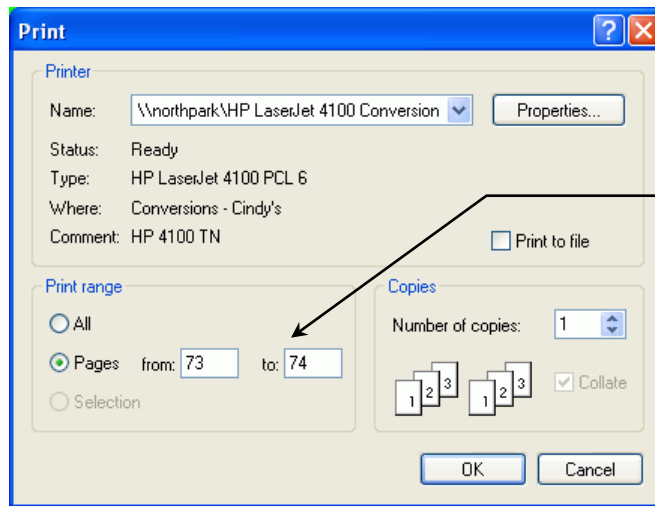 Print
Printer
Name: \\northpark\HP LaserJet 4100 Conversion Properties...
Status: Ready
Type: HP LaserJet 4100 PCL 6
Where: Conversions - Cindy's
Comment: HP 4100 TN Print to file
Print range
All
Pages from: 73 to: 74
Selection
Copies
Number of copies: 1
1 2 3 1 2 3 Collate
OK Cancel